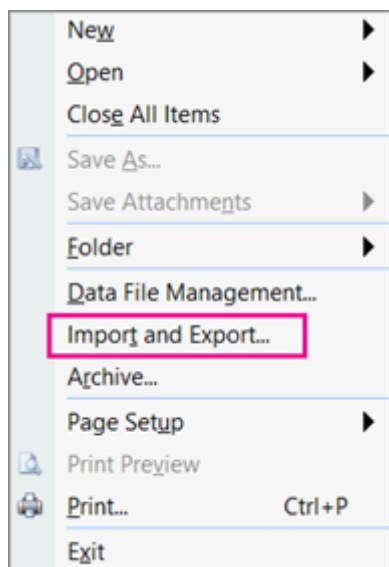 New
Open
Close All Items
Save As...
Save Attachments
Folder
Data File Management...
Import and Export...
Archive...
Page Setup
Print Preview
Print... Ctrl+P
Exit